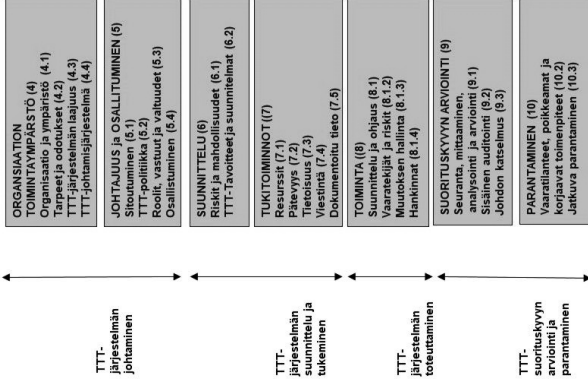 ORGANSIAATION
TOIMINTAYMPÄRSTÖ (4)
Organisaatio ja ympäristö (4.1)
Tarpeet ja odotukset (4.2)
TTT-järjestelmän laajuus (4.3)
TTT-johtamisjärjestelmä (4.4)
JOHTAJUUS ja OSALLITUMINEN (5)
Sitoutuminen (5.1)
TTT-politiikka (5.2)
Roolit, vastuut ja valtuudet (5.3)
Osallistuminen (5.4)
SUUNNITTELU (6)
Riskit ja mahdollisuudet (6.1)
TTT-Tavoitteet ja suunnitelmat (6.2)
TUKITOIMINNOT ((7)
Resurssit (7.1)
Pätevyys (7.2)
Tietoisuus (7.3)
Viestintä (7.4)
Dokumentoitu tieto (7.5)
TOIMINTA ((8)
Suunnittelu ja ohjaus (8.1)
Vaaratekijät ja riskit (8.1.2)
Muutoksen hallinta (8.1.3)
Hankinnat (8.1.4)
SUORITUSKYVYN ARVIOINTI (9)
Seuranta, mittaaminen,
analysointi ja arviointi (9.1)
Sisäinen auditointi (9.2)
Johdon katselmus (9.3)
PARANTAMINEN (10)
Vaaratilanteet, poikkeamat ja
korjaavat toimenpiteet (10.2)
Jatkuva parantaminen (10.3)
TTT-
järjestelmän
johtaminen
TTT-
järjestelmän
suunnittelu ja
tukeminen
TTT-
järjestelmän
toteuttaminen
TTT-
suorituskyvyn
arviointi ja
parantaminen